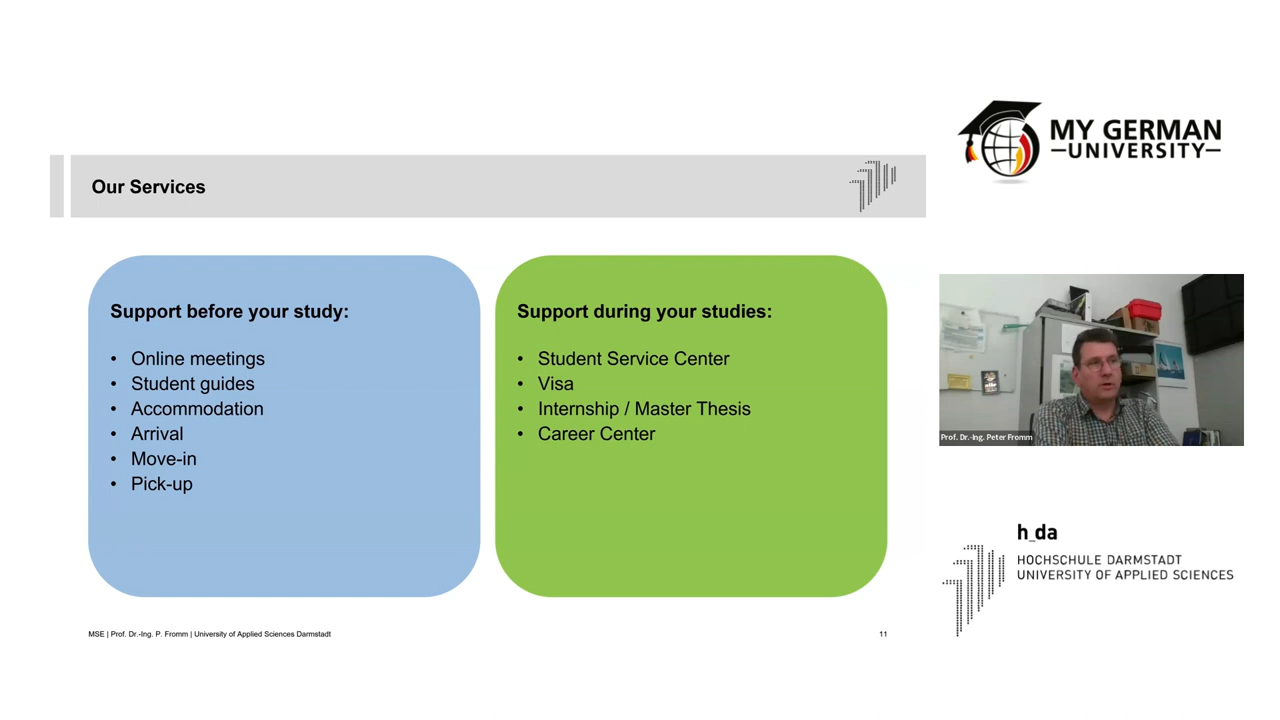 Our Services
Support before your study:
• Online meetings
• Student guides
• Accommodation
• Arrival
• Move-in
• Pick-up
Support during your studies:
• Student Service Center
• Visa
• Internship / Master Thesis
• Career Center
MSE | Prof. Dr.-Ing. P. Fromm | University of Applied Sciences Darmstadt
11
MY GERMAN
—UNIVERSITY—
Prof. Dr.-Ing. Peter Fromm
h_da
HOCHSCHULE DARMSTADT
UNIVERSITY OF APPLIED SCIENCES